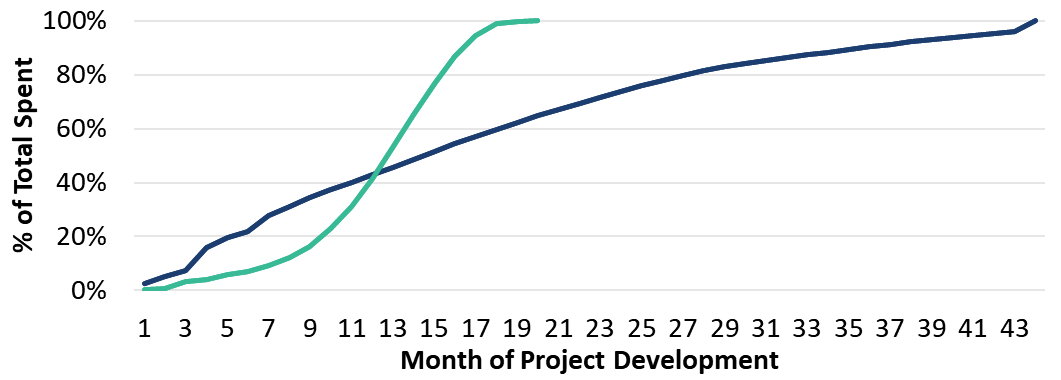 100%
80%
60%
40%
20%
0%
% of Total Spent
1 3 5 7 9 11 13 15 17 19 21 23 25 27 29 31 33 35 37 39 41 43
Month of Project Development